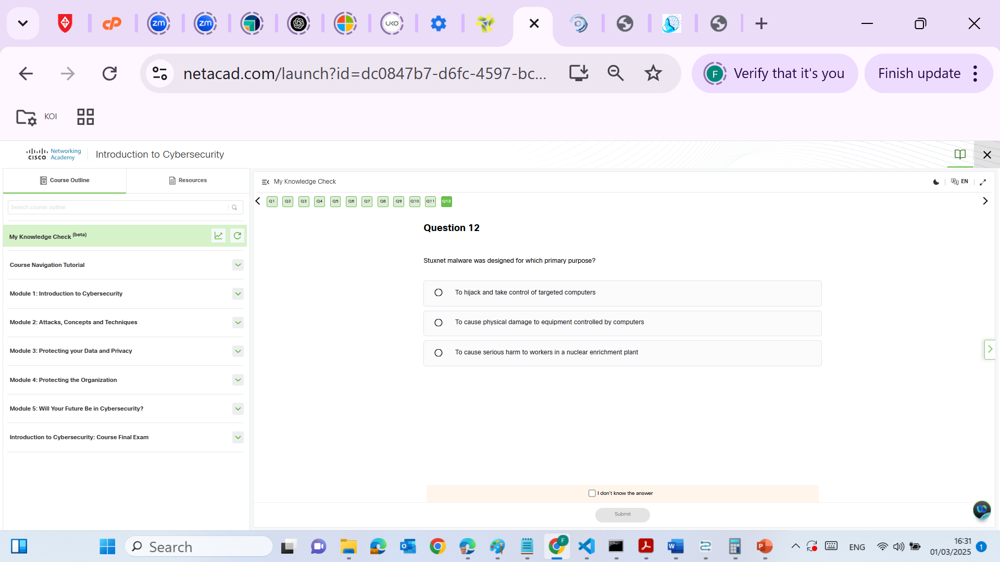 zm
zm
UKO
netacad.com/launch?id=dc0847b7-d6fc-4597-bc...
F
Verify that it's you
Finish update
KOI
CISCO
Networking
Academy
Introduction to Cybersecurity
Course Outline
Resources
Search course outline
My Knowledge Check (beta)
Course Navigation Tutorial
Module 1: Introduction to Cybersecurity
Module 2: Attacks, Concepts and Techniques
Module 3: Protecting your Data and Privacy
Module 4: Protecting the Organization
Module 5: Will Your Future Be in Cybersecurity?
Introduction to Cybersecurity: Course Final Exam
My Knowledge Check
EN
Q1 Q2 Q3 Q4 Q5 Q6 Q7 Q8 Q9 Q10 Q11 Q12
Question 12
Stuxnet malware was designed for which primary purpose?
To hijack and take control of targeted computers
To cause physical damage to equipment controlled by computers
To cause serious harm to workers in a nuclear enrichment plant
I don't know the answer
Submit
Search
F
ENG
16:31
01/03/2025
1